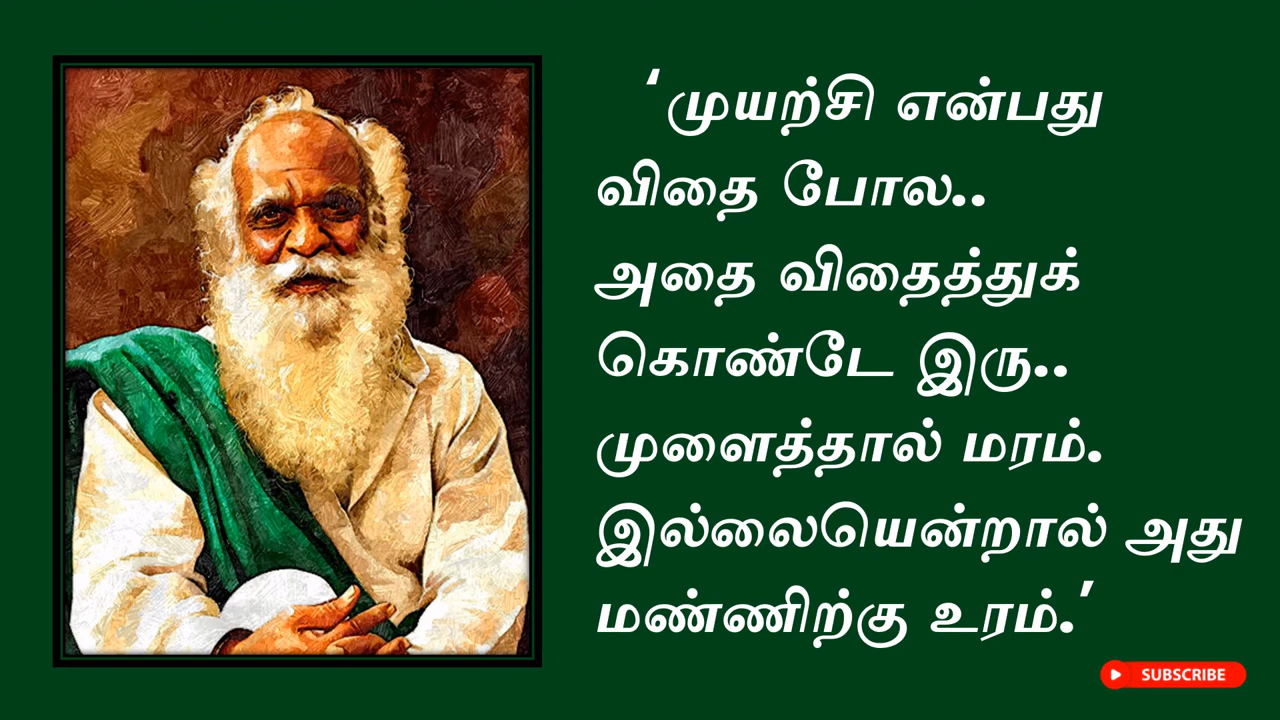 ‘முயற்சி என்பது
விதை போல..
அதை விதைத்துக்
கொண்டே இரு..
முளைத்தால் மரம்.
இல்லையென்றால் அது
மண்ணிற்கு உரம்.’
SUBSCRIBE